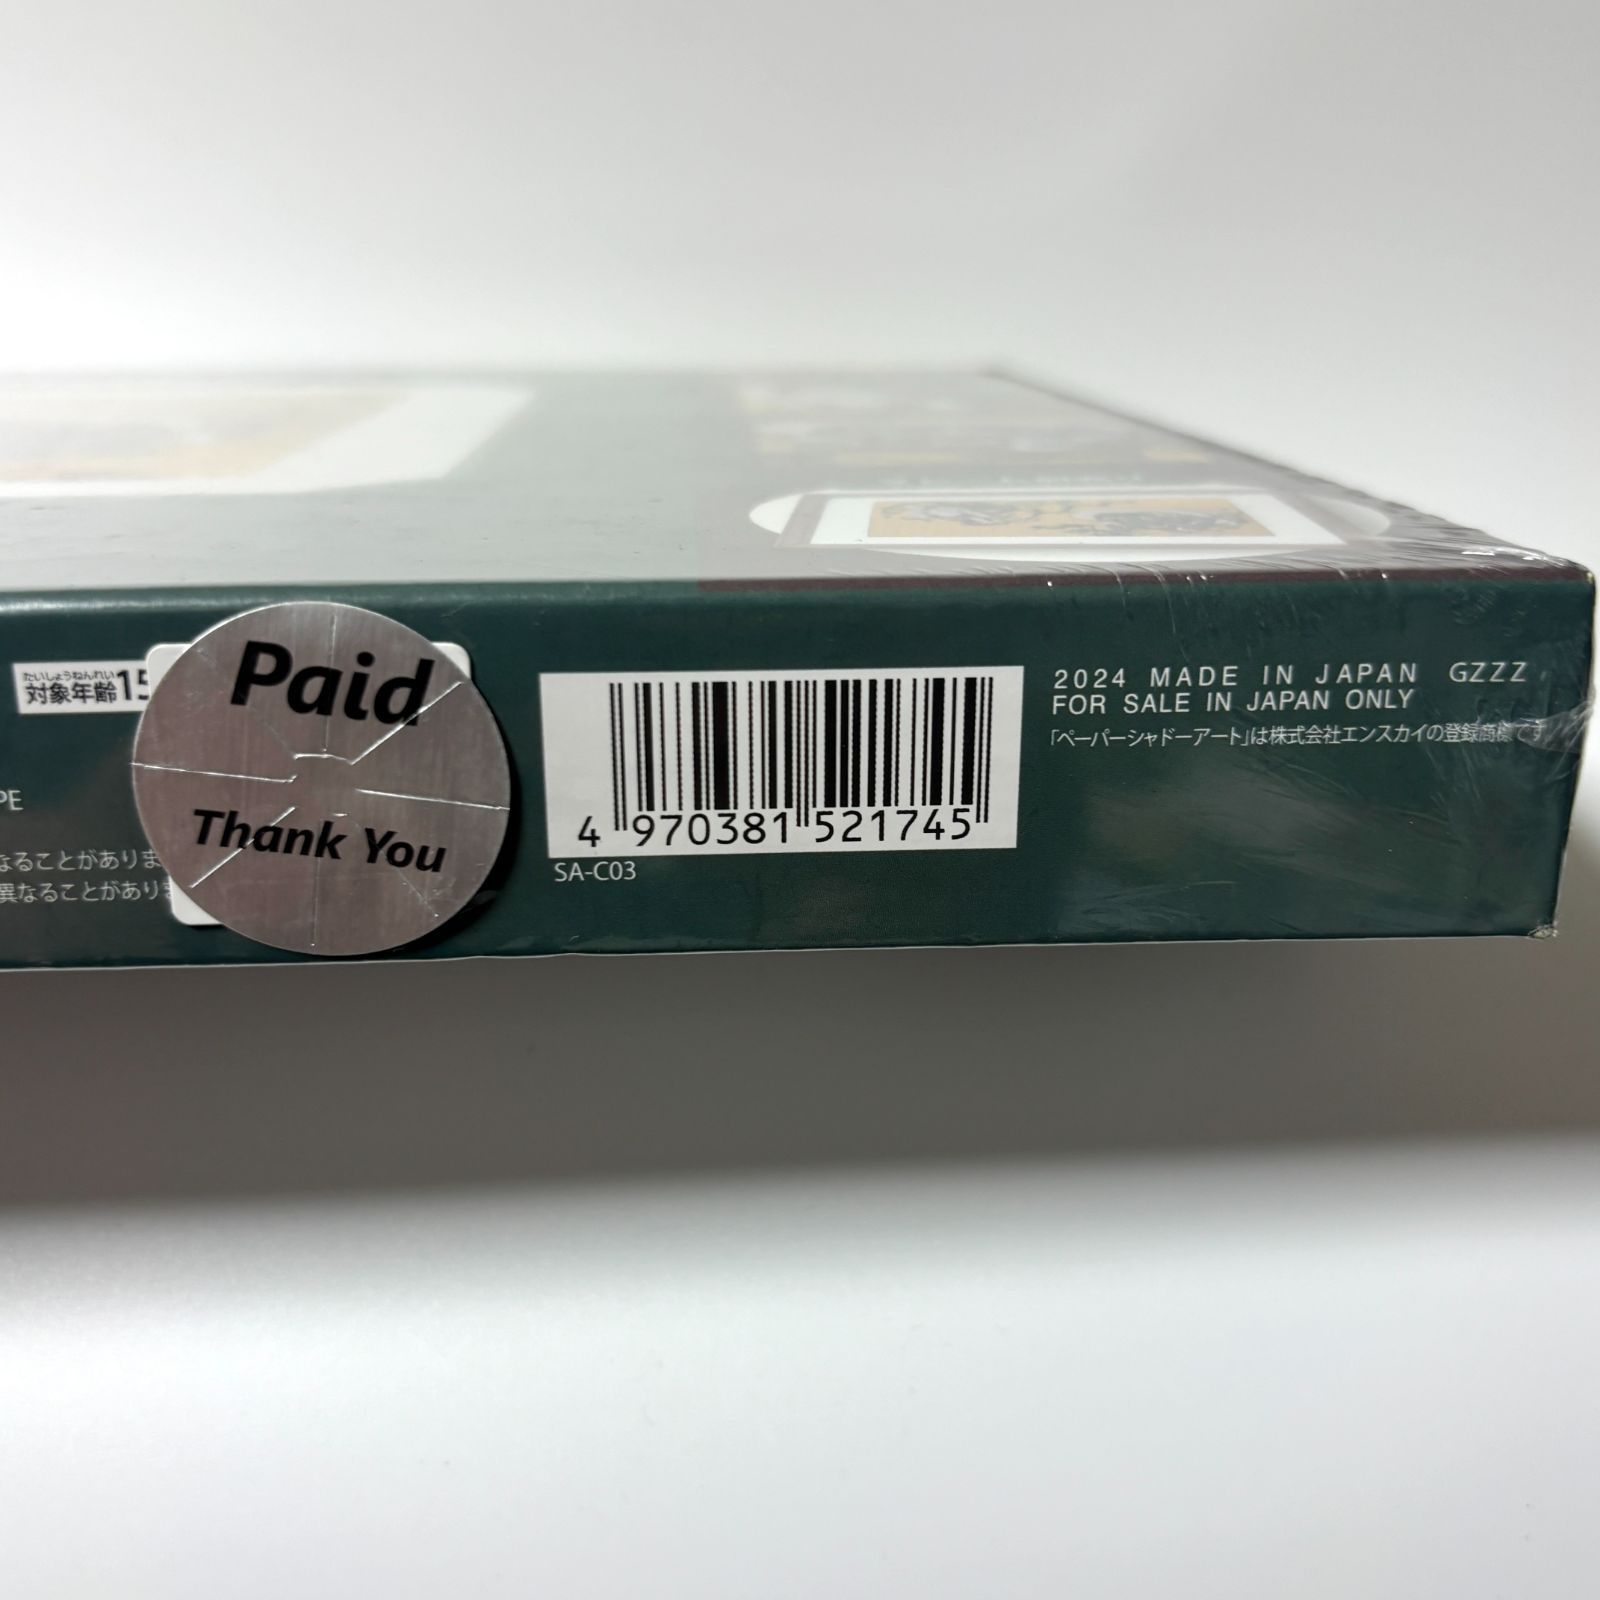 たいしょうねんれい
対象年齢15
Paid
Thank You
PE
なることがありま
異なることがあります
4 970381 521745
SA-C03
2024 MADE IN JAPAN GZZZ
FOR SALE IN JAPAN ONLY
「ペーパーシャドーアート」は株式会社エンスカイの登録商標です。